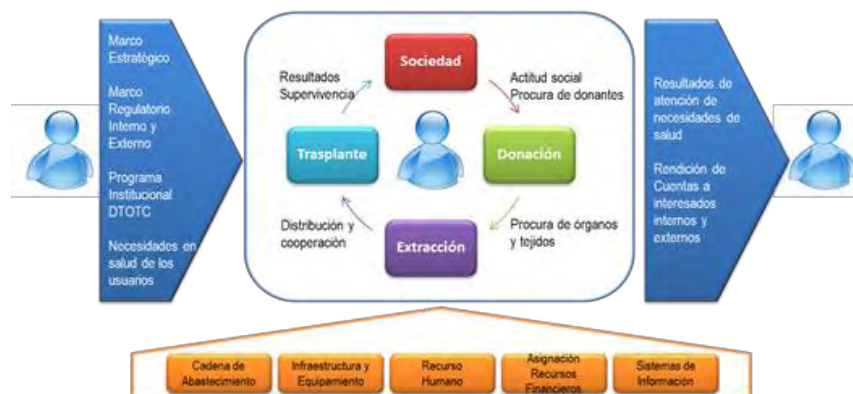 Marco
Estratégico
Marco
Regulatorio
Interno y
Externo
Programa
Institucional
DTOTC
Necesidades en
salud de los
usuarios
Sociedad
Resultados
Supervivencia
Actitud social
Procura de donantes
Trasplante
Donación
Distribución y
cooperación
Extracción
Procura de órganos
y tejidos
Resultados de
atención de
necesidades de
salud
Rendición de
Cuentas a
interesados
internos y
externos
Cadena de
Abastecimiento
Infraestructura y
Equipamiento
Recurso
Humano
Asignación
Recursos
Financieros
Sistemas de
Información